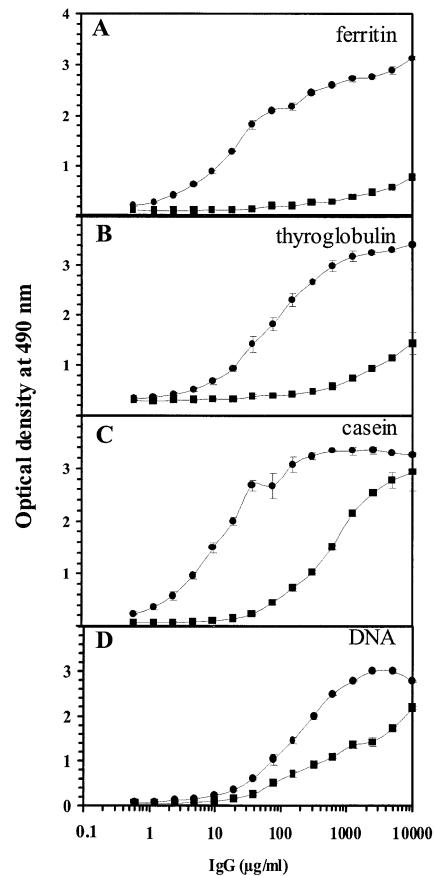 A
ferritin
4
3
2
1
B
thyroglobulin
3
2
1
Optical density at 490 nm
C
casein
3
2
1
D
DNA
3
2
1
0
0.1 1 10 100 1000 10000
IgG (µg/ml)